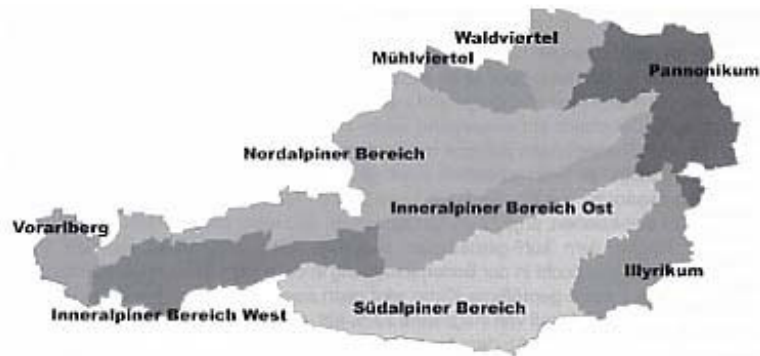 Waldviertel
Mühlviertel
Pannonikum
Nordalpiner Bereich
Inneralpiner Bereich Ost
Vorarlberg
Illyrikum
Südalpiner Bereich
Inneralpiner Bereich West